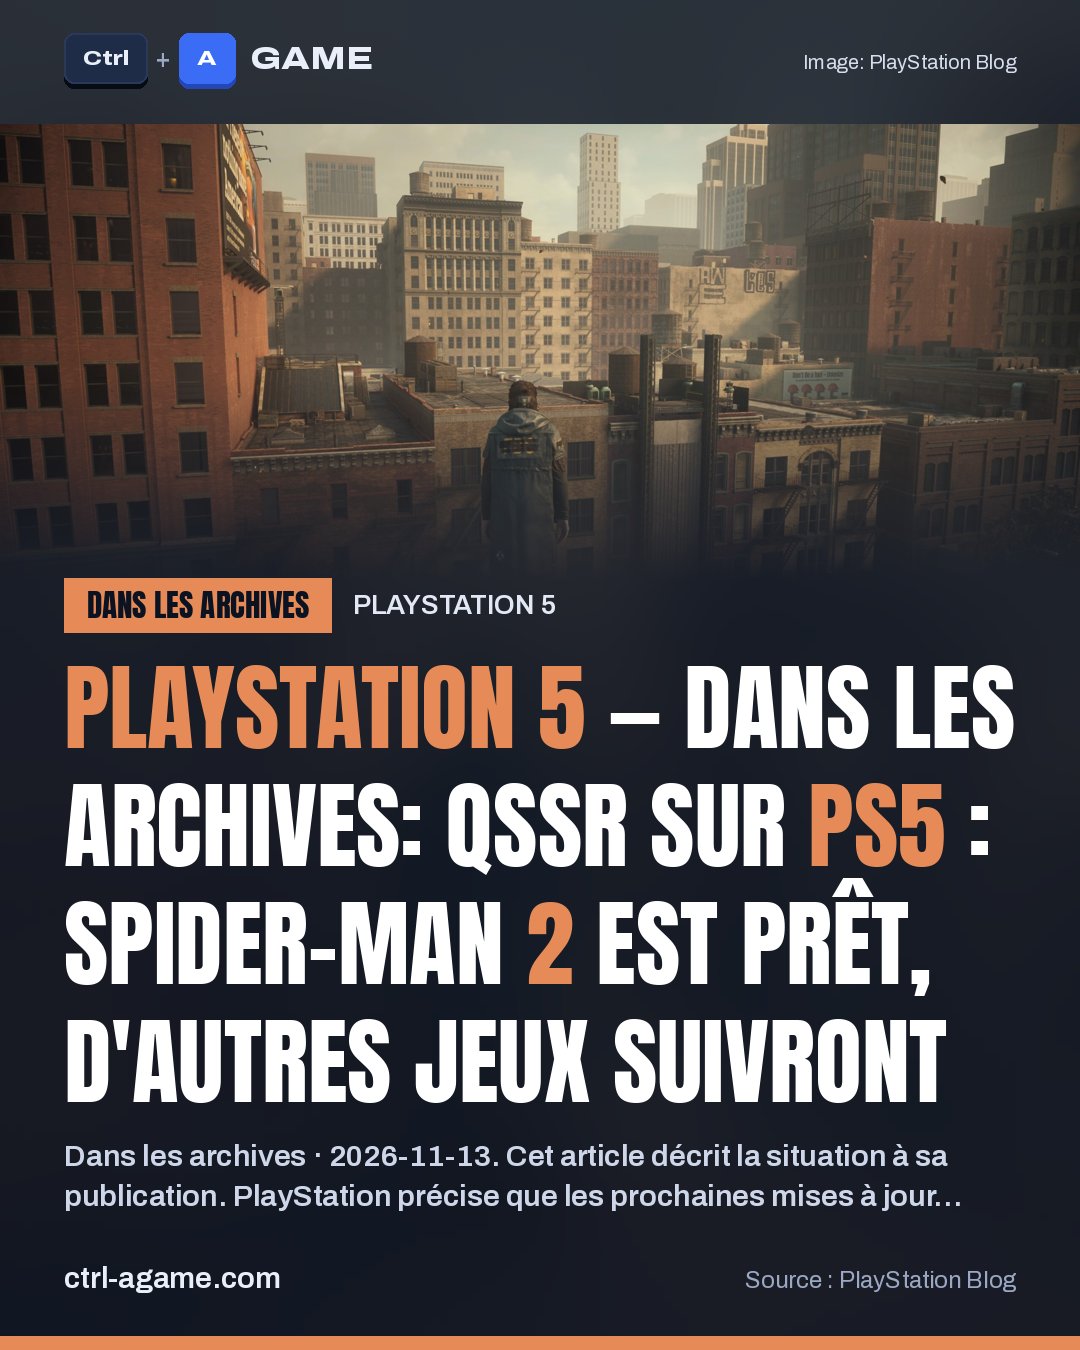 Ctrl + A GAME
Image: PlayStation Blog
DANS LES ARCHIVES
PLAYSTATION 5
PLAYSTATION 5 — DANS LES
ARCHIVES: QSSR SUR PS5 :
SPIDER-MAN 2 EST PRÊT,
D'AUTRES JEUX SUIVRONT
Dans les archives · 2026-11-13. Cet article décrit la situation à sa
publication. PlayStation précise que les prochaines mises à jour…
ctrl-agame.com
Source : PlayStation Blog